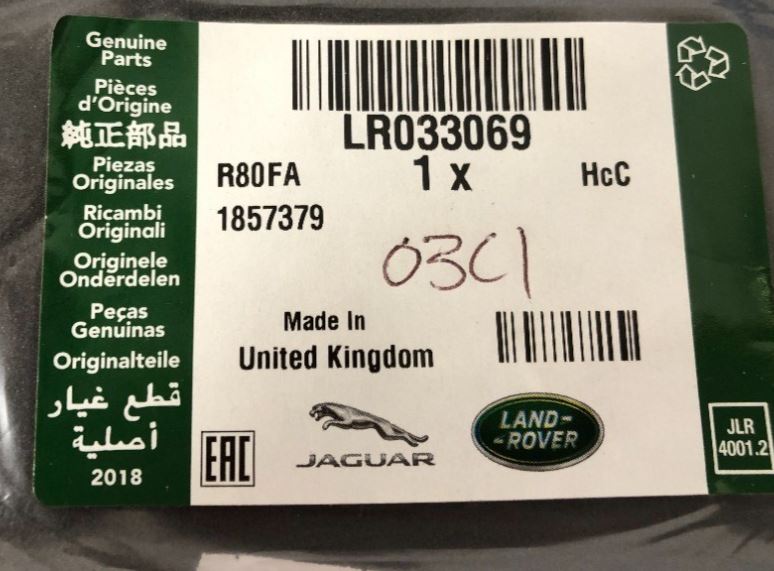 Genuine
Parts
Pièces
d'Origine
純正部品
Piezas
Originales
Ricambi
Originali
Originele
Onderdelen
Peças
Genuinas
Originalteile
قطع غيار
أصلية
2018
LR033069
R80FA 1 x HcC
1857379
03C1
Made In
United Kingdom
EAC
JAGUAR
LAND-
-ROVER
JLR
4001.2